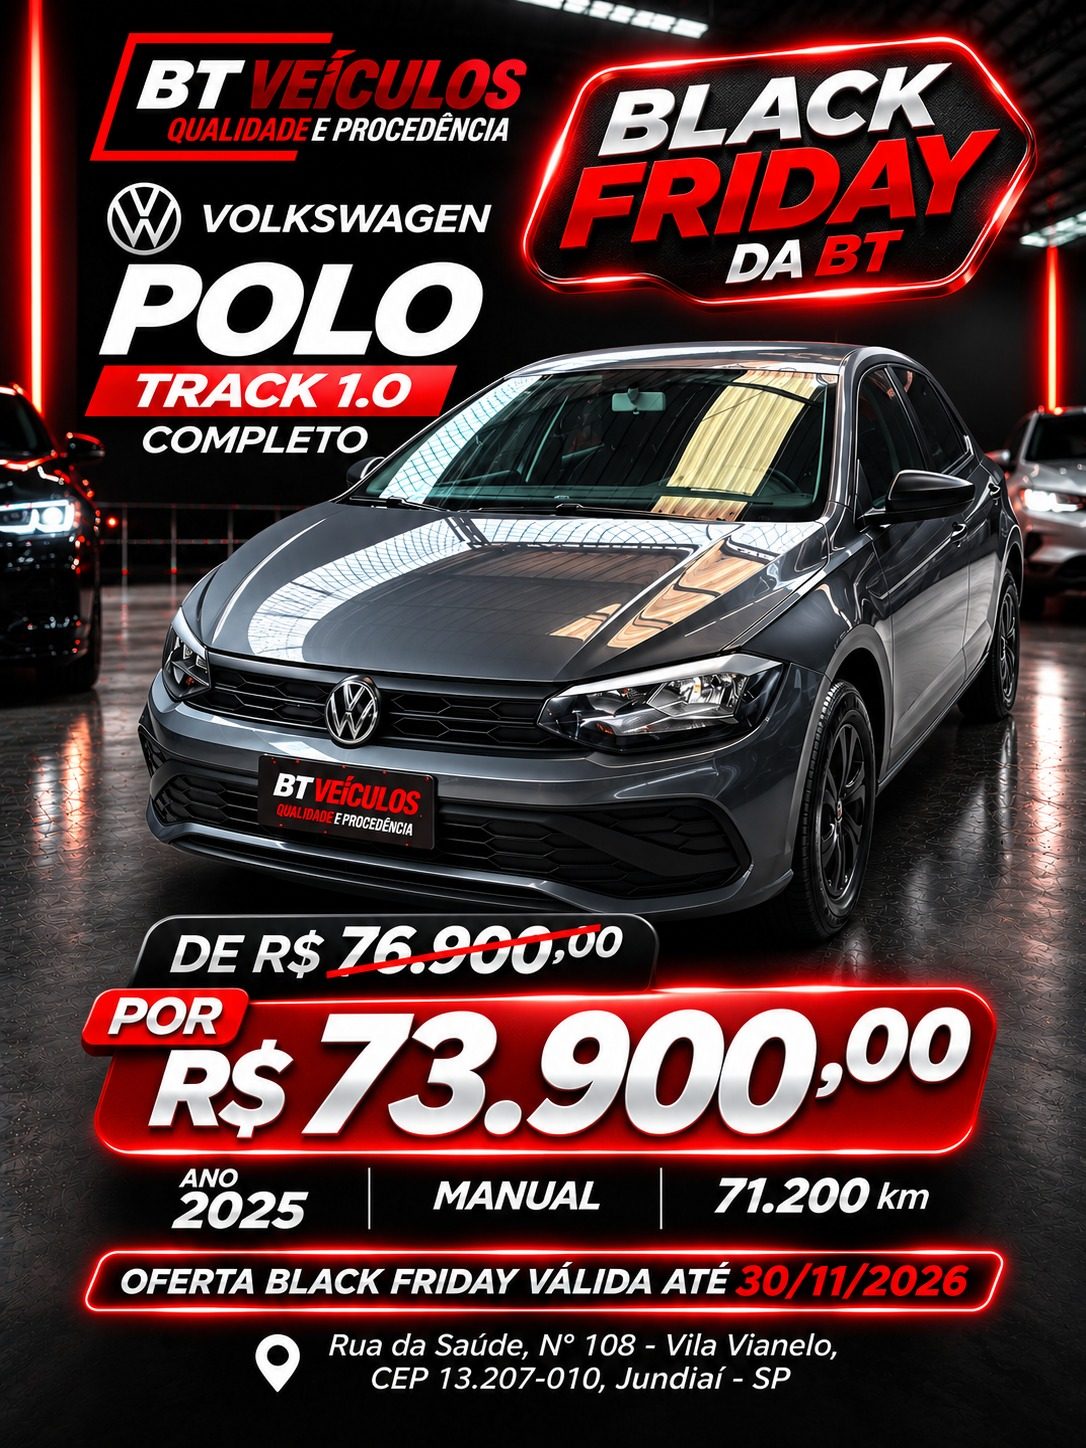 BT VEÍCULOS
QUALIDADE E PROCEDÊNCIA
BLACK
FRIDAY
DA BT
VOLKSWAGEN
POLO
TRACK 1.0
COMPLETO
BT VEÍCULOS
QUALIDADE E PROCEDÊNCIA
DE R$ 76.900,00
POR
R$ 73.900,00
ANO
2025
MANUAL
71.200 km
OFERTA BLACK FRIDAY VÁLIDA ATÉ 30/11/2026
Rua da Saúde, N° 108 - Vila Vianelo,
CEP 13.207-010, Jundiaí - SP